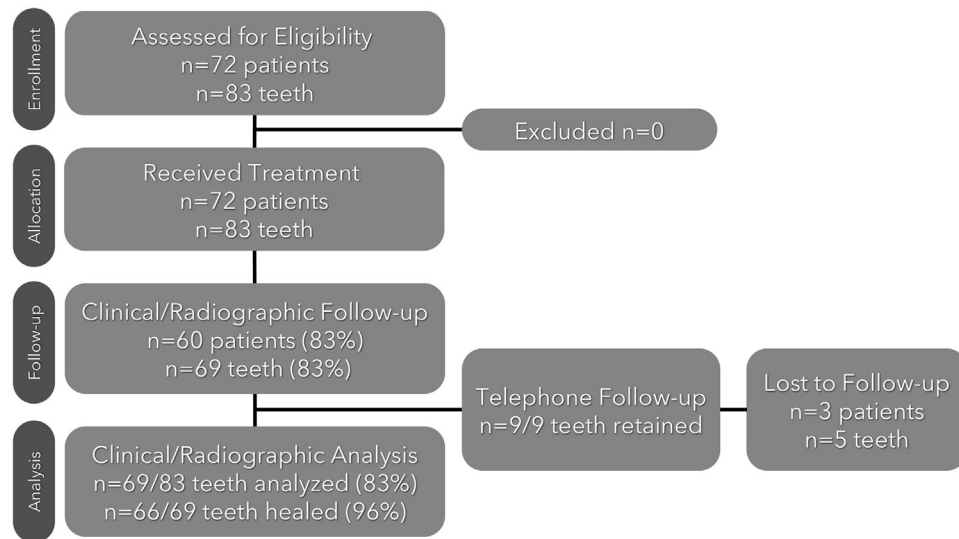 Enrollment
Assessed for Eligibility
n=72 patients
n=83 teeth
Excluded n=0
Allocation
Received Treatment
n=72 patients
n=83 teeth
Follow-up
Clinical/Radiographic Follow-up
n=60 patients (83%)
n=69 teeth (83%)
Telephone Follow-up
n=9/9 teeth retained
Lost to Follow-up
n=3 patients
n=5 teeth
Analysis
Clinical/Radiographic Analysis
n=69/83 teeth analyzed (83%)
n=66/69 teeth healed (96%)